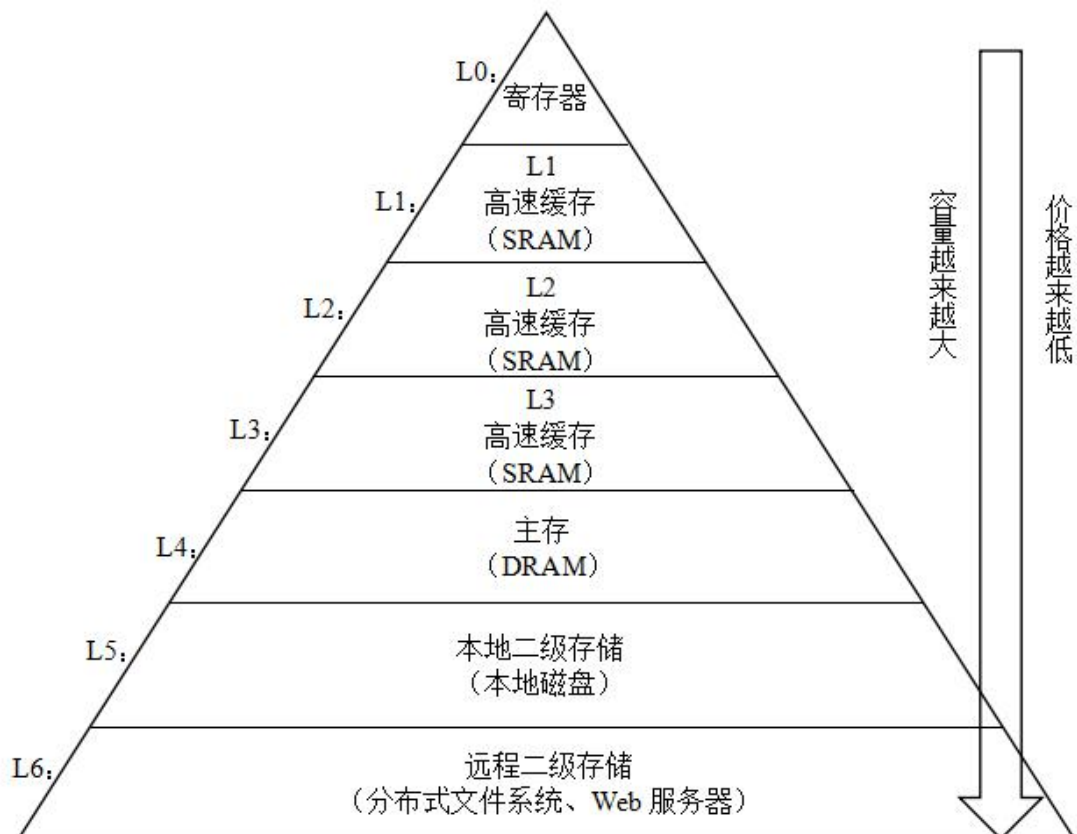 L0：
寄存器
L1
L1：
高速缓存
（SRAM）
L2
L2：
高速缓存
（SRAM）
L3
L3：
高速缓存
（SRAM）
主存
L4：
（DRAM）
L5：
本地二级存储
（本地磁盘）
L6：
远程二级存储
（分布式文件系统、Web 服务器）
容量越来越大
价格越来越低